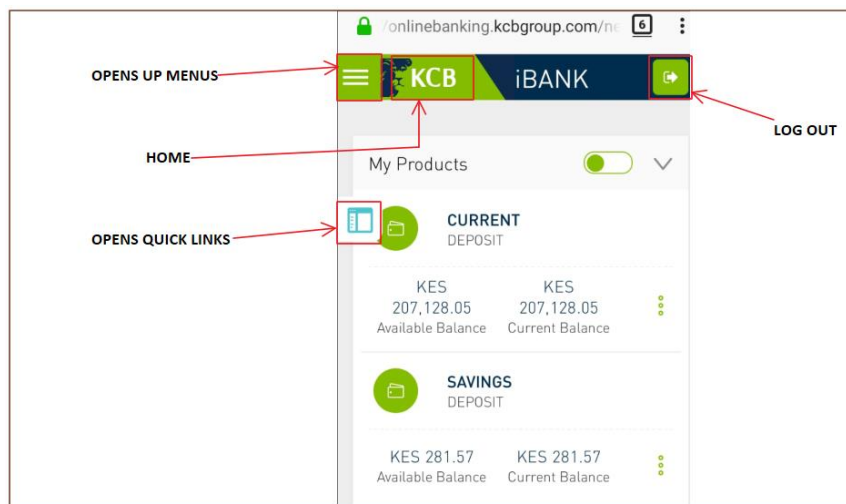 /onlinebanking.kcbgroup.com/ne 6
OPENS UP MENUS
KCB iBANK
LOG OUT
HOME
My Products
OPENS QUICK LINKS
CURRENT
DEPOSIT
KES KES
207,128.05 207,128.05
Available Balance Current Balance
SAVINGS
DEPOSIT
KES 281.57 KES 281.57
Available Balance Current Balance